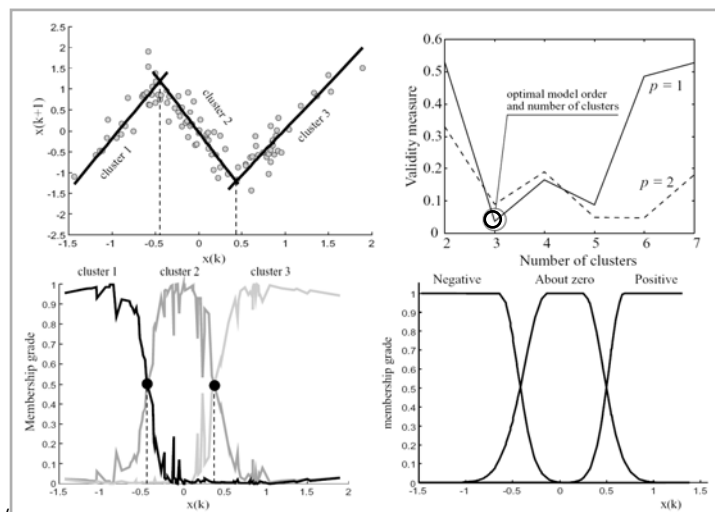 2.5
2
1.5
1
0.5
0
-0.5
-1
-1.5
-2
-2.5
x(k+1)
cluster 1
cluster 2
cluster 3
-1.5 -1 -0.5 0 0.5 1 1.5 2
x(k)
0.6
0.5
0.4
0.3
0.2
0.1
0
Validity measure
optimal model order
and number of clusters
p = 1
p = 2
2 3 4 5 6 7
Number of clusters
cluster 1 cluster 2 cluster 3
1
0.9
0.8
0.7
0.6
0.5
0.4
0.3
0.2
0.1
0
Membership grade
-1.5 -1 -0.5 0 0.5 1 1.5 2
x(k)
Negative About zero Positive
1
0.9
0.8
0.7
0.6
0.5
0.4
0.3
0.2
0.1
0
membership grade
-1.5 -1 -0.5 0 0.5 1
x(k)